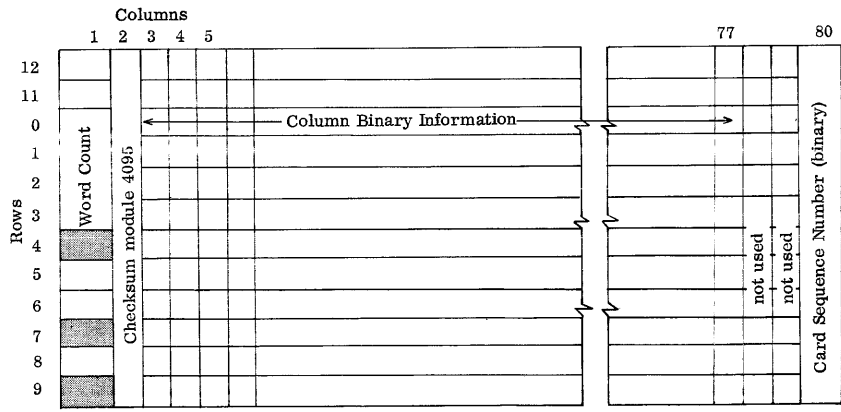 Columns
1 2 3 4 5 77 80
12
11
0
1
2
3
4
5
6
7
8
9
Rows
Word Count
Checksum module 4095
Column Binary Information
not used
not used
Card Sequence Number (binary)